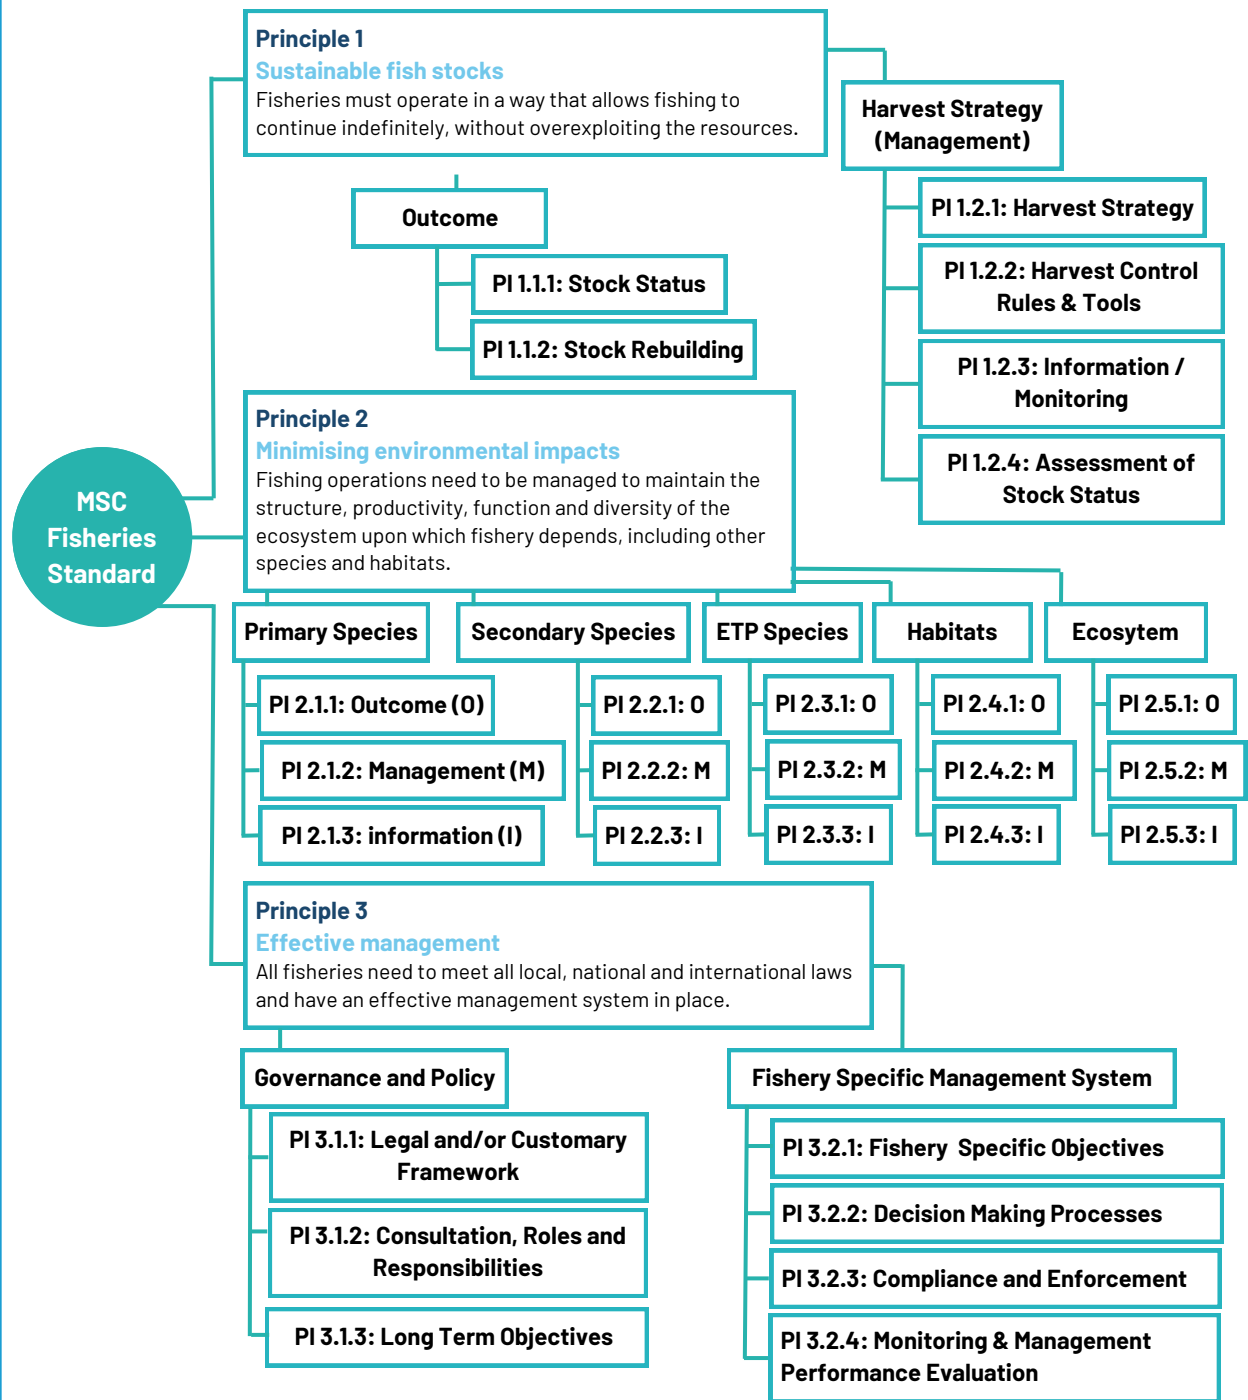 Principle 1
Sustainable fish stocks
Fisheries must operate in a way that allows fishing to
continue indefinitely, without overexploiting the resources.
Harvest Strategy
(Management)
PI 1.2.1: Harvest Strategy
PI 1.2.2: Harvest Control
Rules & Tools
PI 1.2.3: Information /
Monitoring
PI 1.2.4: Assessment of
Stock Status
Outcome
PI 1.1.1: Stock Status
PI 1.1.2: Stock Rebuilding
MSC
Fisheries
Standard
Principle 2
Minimising environmental impacts
Fishing operations need to be managed to maintain the
structure, productivity, function and diversity of the
ecosystem upon which fishery depends, including other
species and habitats.
Primary Species
PI 2.1.1: Outcome (O)
PI 2.1.2: Management (M)
PI 2.1.3: information (I)
Secondary Species
PI 2.2.1: O
PI 2.2.2: M
PI 2.2.3: I
ETP Species
PI 2.3.1: O
PI 2.3.2: M
PI 2.3.3: I
Habitats
PI 2.4.1: O
PI 2.4.2: M
PI 2.4.3: I
Ecosytem
PI 2.5.1: O
PI 2.5.2: M
PI 2.5.3: I
Principle 3
Effective management
All fisheries need to meet all local, national and international laws
and have an effective management system in place.
Governance and Policy
PI 3.1.1: Legal and/or Customary
Framework
PI 3.1.2: Consultation, Roles and
Responsibilities
PI 3.1.3: Long Term Objectives
Fishery Specific Management System
PI 3.2.1: Fishery  Specific Objectives
PI 3.2.2: Decision Making Processes
PI 3.2.3: Compliance and Enforcement
PI 3.2.4: Monitoring & Management
Performance Evaluation